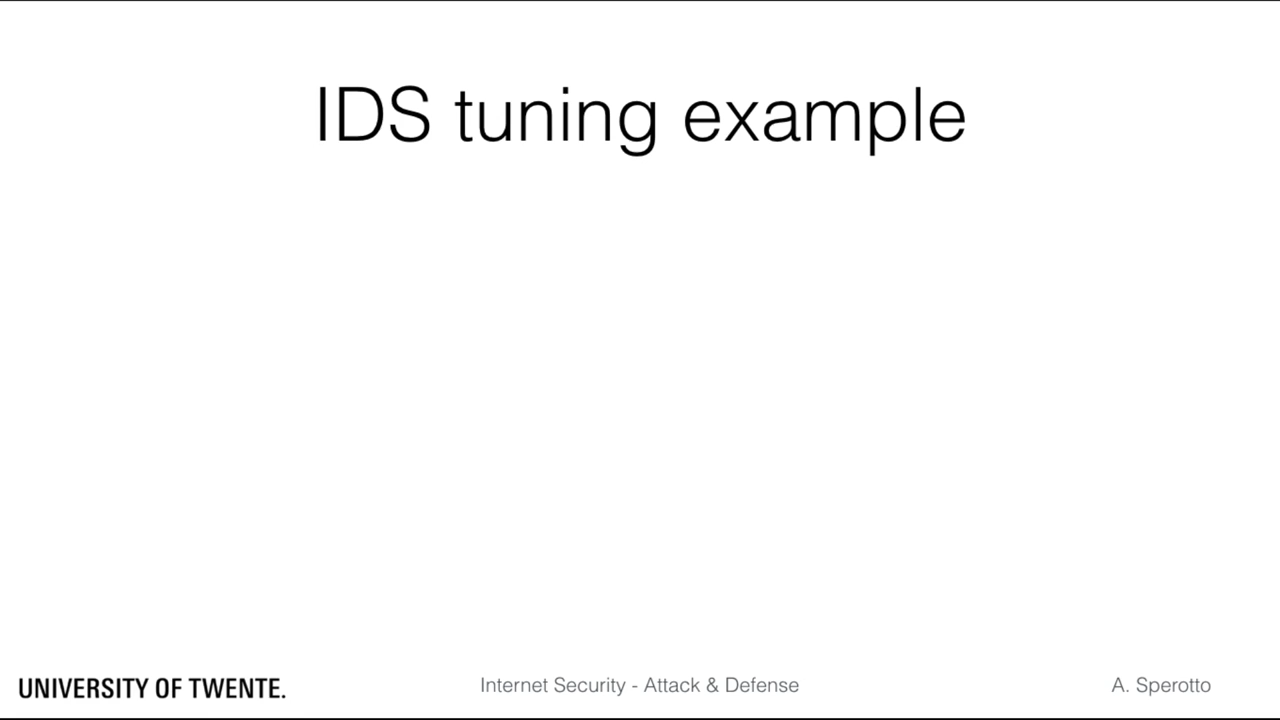 IDS tuning example
UNIVERSITY OF TWENTE.
Internet Security - Attack & Defense
A. Sperotto